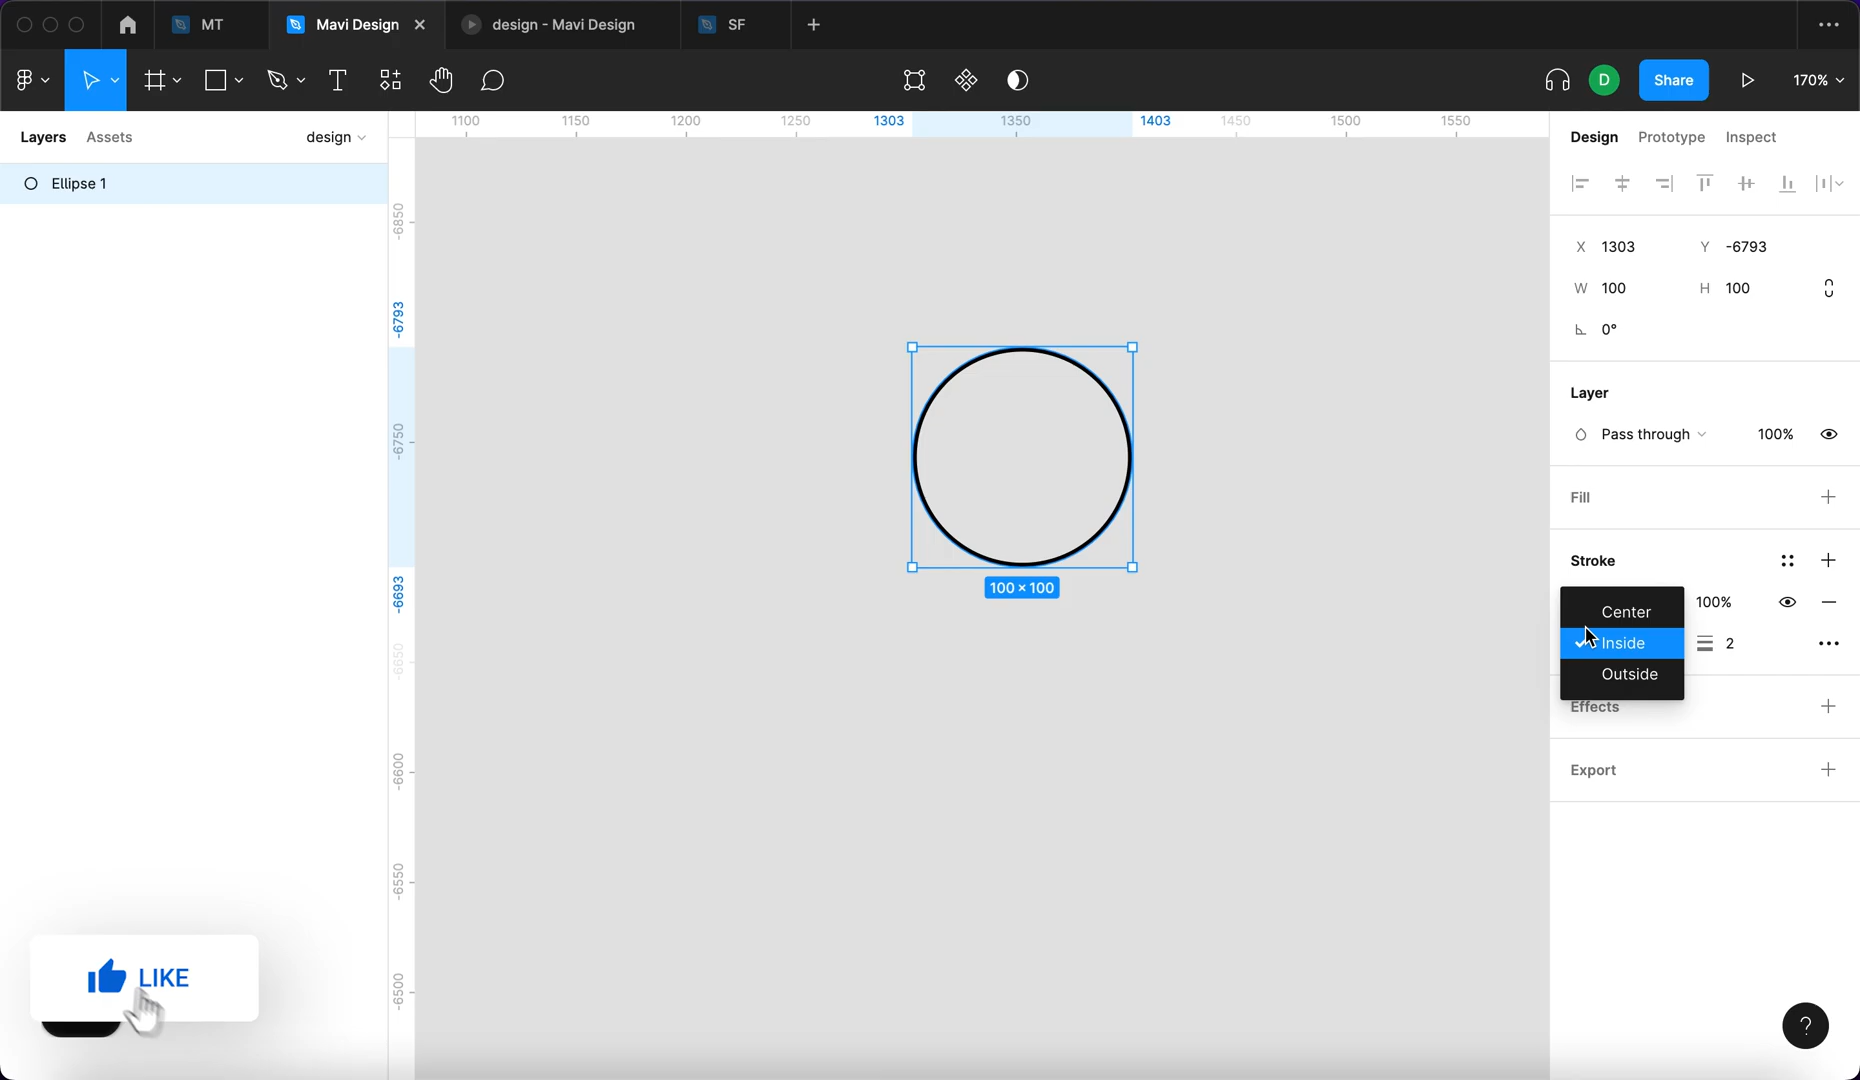 MT
Mavi Design
design - Mavi Design
SF
D
Share
170%
Layers
Assets
design
1100
1150
1200
1250
1303
1350
1403
1450
1500
1550
Design
Prototype
Inspect
Ellipse 1
-6850
-6793
-6750
-6693
-6650
-6600
-6550
-6500
100 × 100
X 1303
Y -6793
W 100
H 100
0°
Layer
Pass through
100%
Fill
Stroke
Center
100%
Inside
2
Outside
Effects
Export
LIKE
?